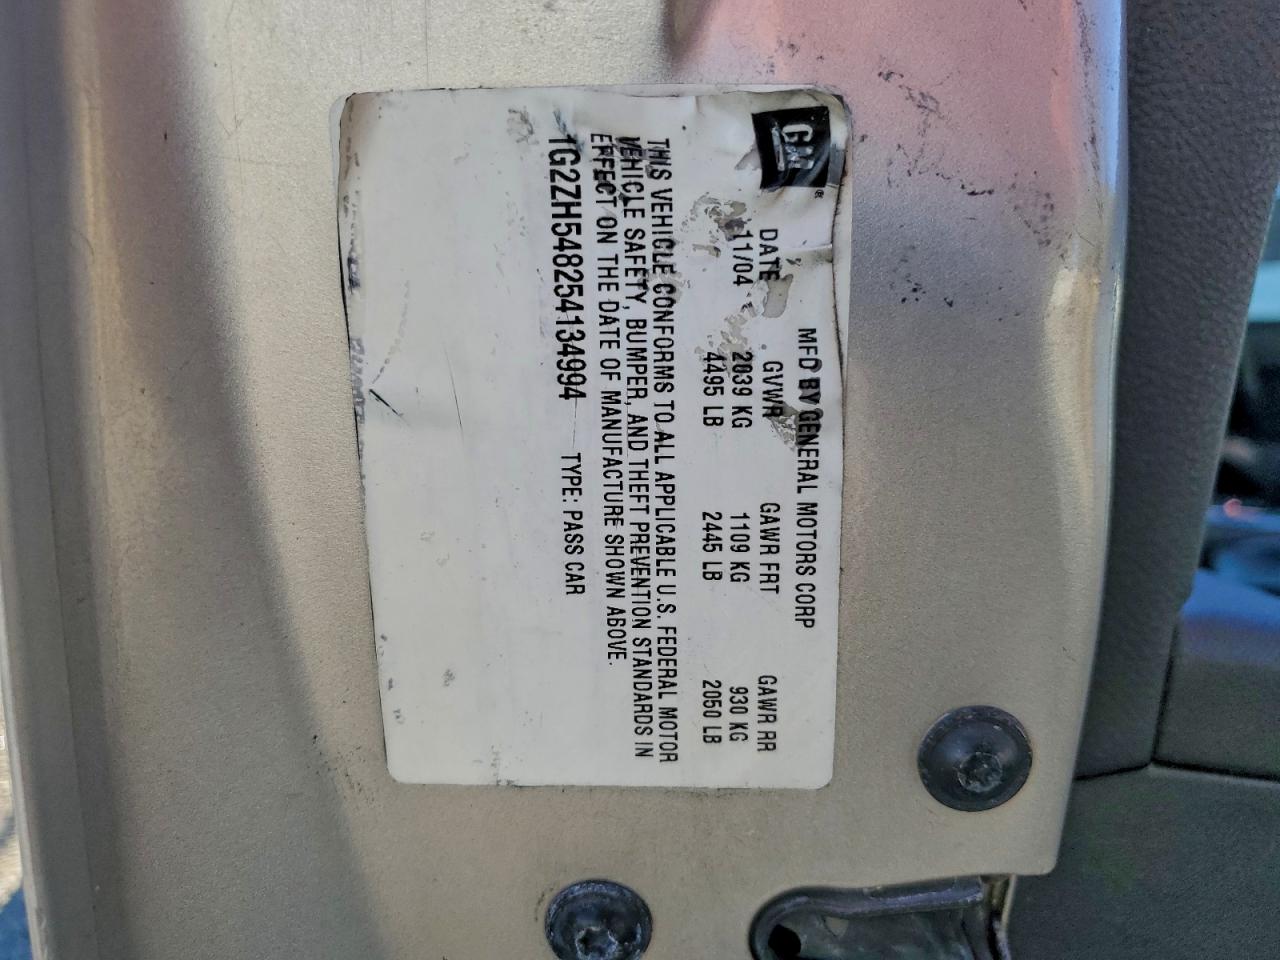 GM®
MFD BY GENERAL MOTORS CORP
DATE GVWR GAWR FRT GAWR RR
11/04 2039 KG 1109 KG 930 KG
4495 LB 2445 LB 2050 LB
THIS VEHICLE CONFORMS TO ALL APPLICABLE U.S. FEDERAL MOTOR
VEHICLE SAFETY, BUMPER, AND THEFT PREVENTION STANDARDS IN
EFFECT ON THE DATE OF MANUFACTURE SHOWN ABOVE.
1G2ZH548254134994 TYPE: PASS CAR